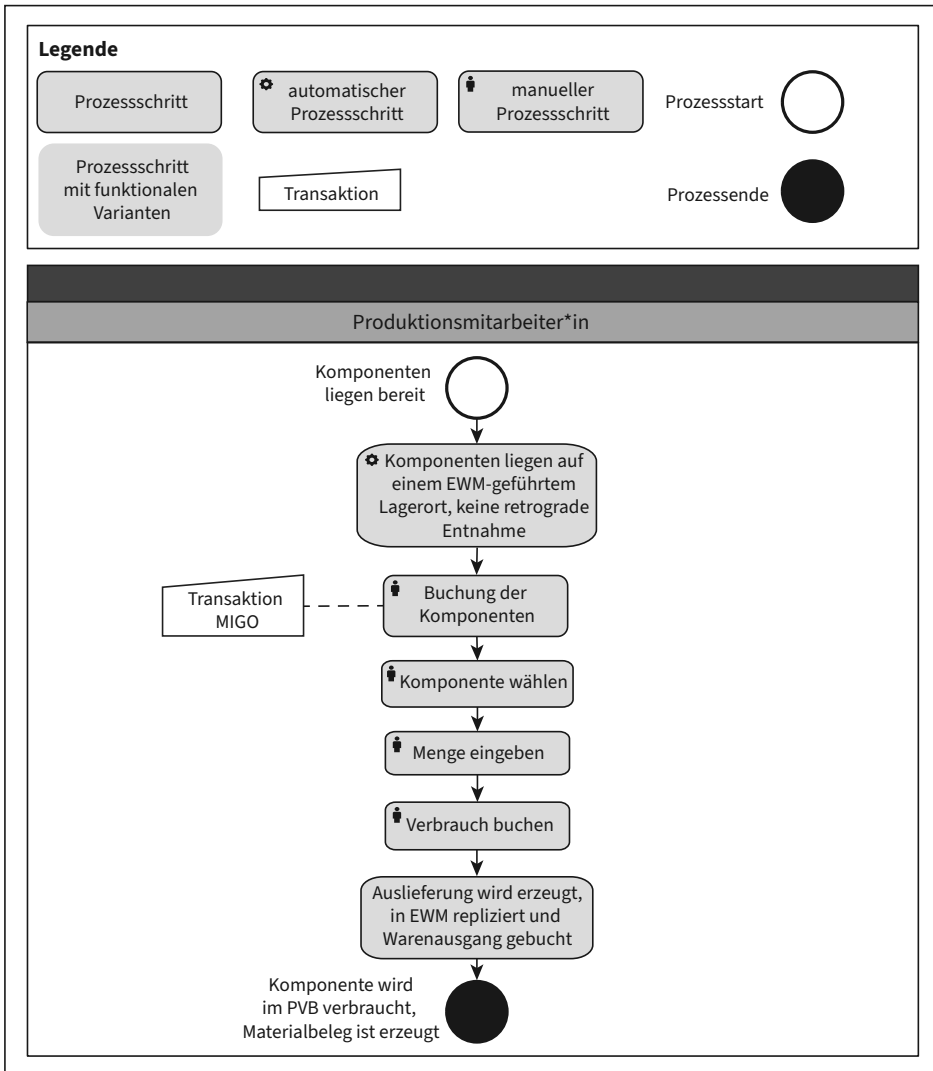 Legende
Prozessschritt
automatischer
Prozessschritt
manueller
Prozessschritt
Prozessstart
Prozessschritt
mit funktionalen
Varianten
Transaktion
Prozessende
Produktionsmitarbeiter*in
Komponenten
liegen bereit
Komponenten liegen auf
einem EWM-geführtem
Lagerort, keine retrograde
Entnahme
Transaktion
MIGO
Buchung der
Komponenten
Komponente wählen
Menge eingeben
Verbrauch buchen
Auslieferung wird erzeugt,
in EWM repliziert und
Warenausgang gebucht
Komponente wird
im PVB verbraucht,
Materialbeleg ist erzeugt